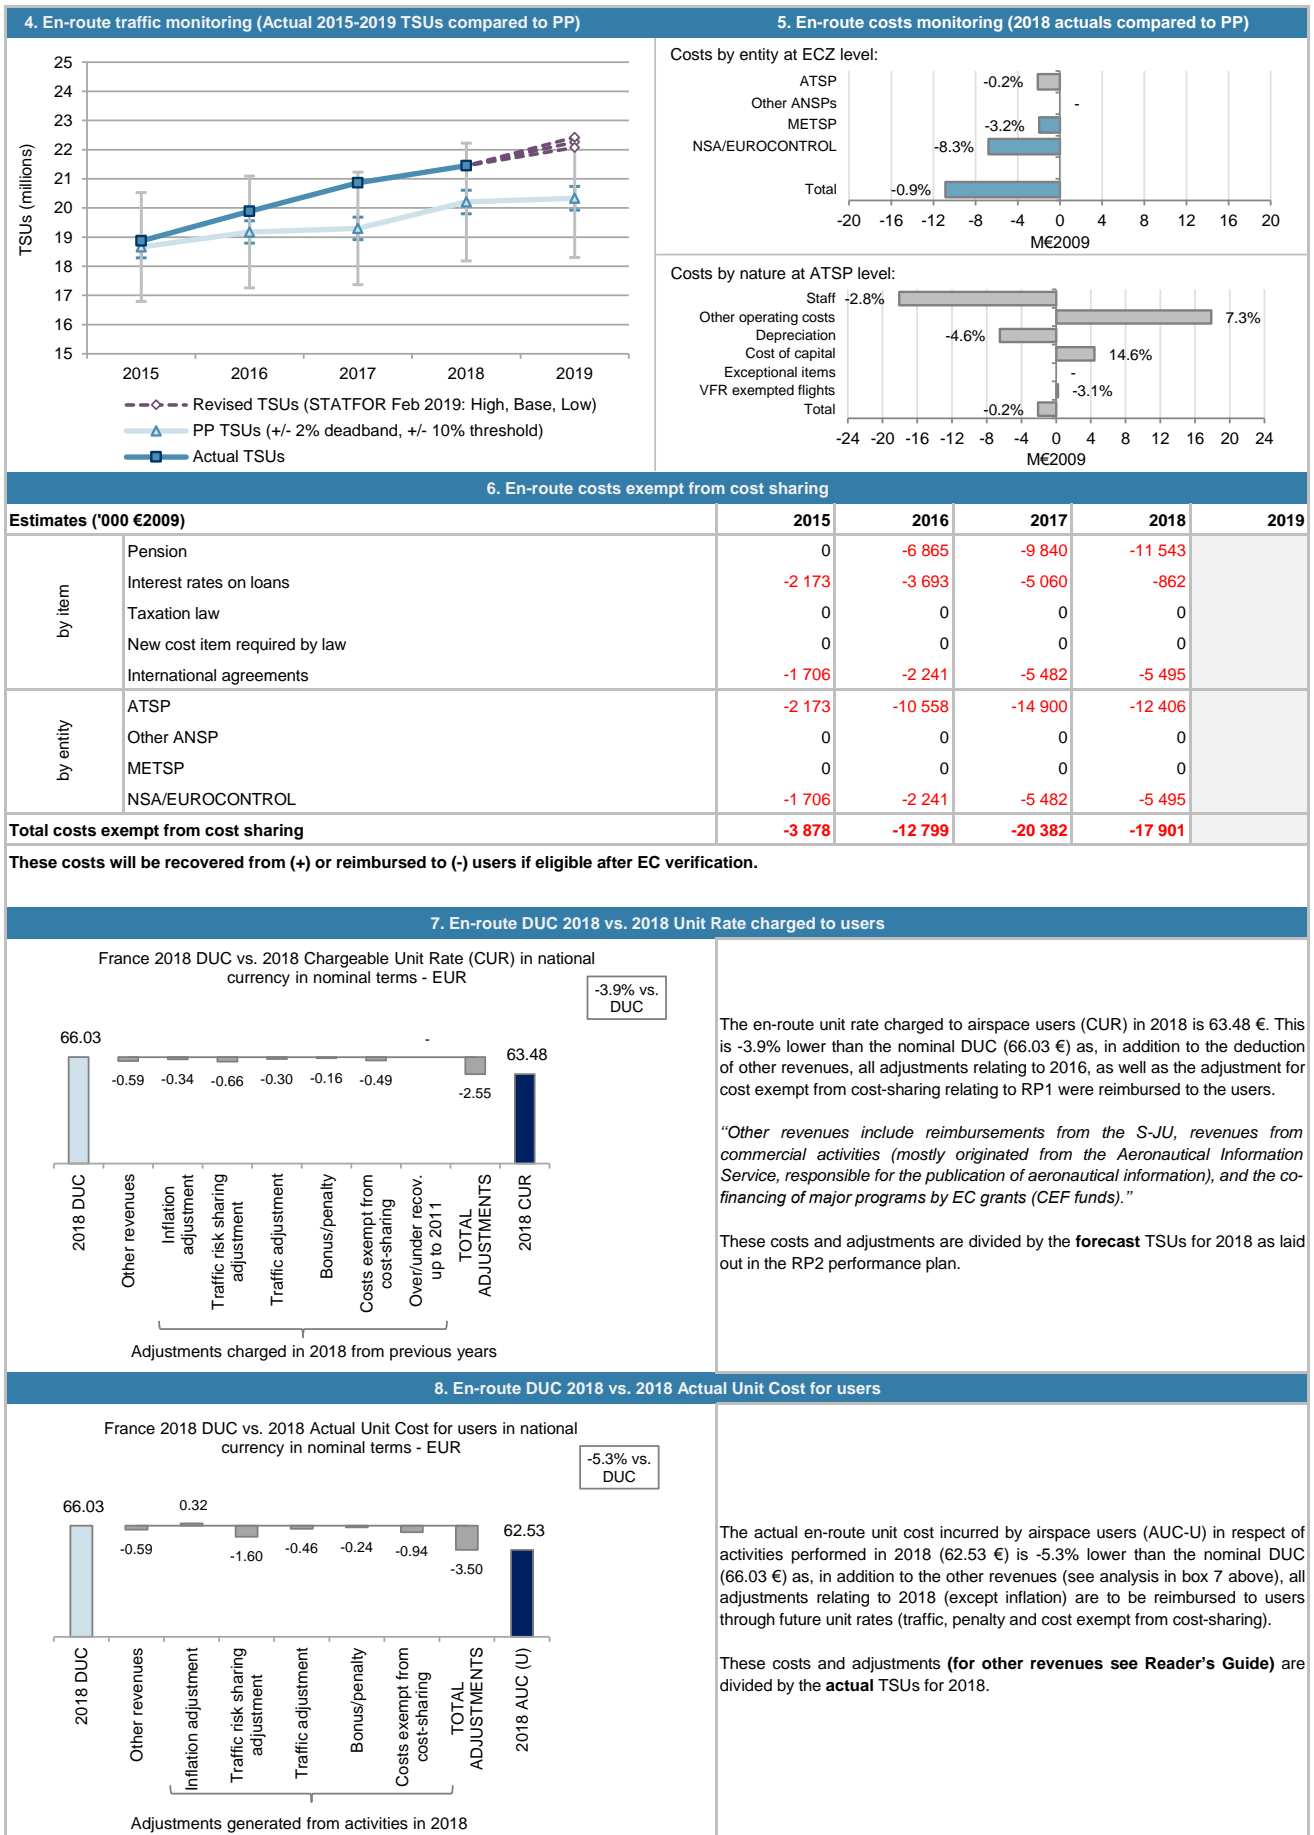 4. En-route traffic monitoring (Actual 2015-2019 TSUs compared to PP)
5. En-route costs monitoring (2018 actuals compared to PP)
TSUs (millions)
25
24
23
22
21
20
19
18
17
16
15
2015 2016 2017 2018 2019
Revised TSUs (STATFOR Feb 2019: High, Base, Low)
PP TSUs (+/- 2% deadband, +/- 10% threshold)
Actual TSUs
Costs by entity at ECZ level:
ATSP -0.2%
Other ANSPs -
METSP -3.2%
NSA/EUROCONTROL -8.3%
Total -0.9%
-20 -16 -12 -8 -4 0 4 8 12 16 20
M€2009
Costs by nature at ATSP level:
Staff -2.8%
Other operating costs 7.3%
Depreciation -4.6%
Cost of capital 14.6%
Exceptional items -
VFR exempted flights -3.1%
Total -0.2%
-24 -20 -16 -12 -8 -4 0 4 8 12 16 20 24
M€2009
6. En-route costs exempt from cost sharing
Estimates ('000 €2009) 2015 2016 2017 2018 2019
by item
Pension 0 -6 865 -9 840 -11 543
Interest rates on loans -2 173 -3 693 -5 060 -862
Taxation law 0 0 0 0
New cost item required by law 0 0 0 0
International agreements -1 706 -2 241 -5 482 -5 495
by entity
ATSP -2 173 -10 558 -14 900 -12 406
Other ANSP 0 0 0 0
METSP 0 0 0 0
NSA/EUROCONTROL -1 706 -2 241 -5 482 -5 495
Total costs exempt from cost sharing -3 878 -12 799 -20 382 -17 901
These costs will be recovered from (+) or reimbursed to (-) users if eligible after EC verification.
7. En-route DUC 2018 vs. 2018 Unit Rate charged to users
France 2018 DUC vs. 2018 Chargeable Unit Rate (CUR) in national
currency in nominal terms - EUR
-3.9% vs.
DUC
66.03
-0.59 -0.34 -0.66 -0.30 -0.16 -0.49 - -2.55
63.48
2018 DUC
Other revenues
Inflation
adjustment
Traffic risk sharing
adjustment
Traffic adjustment
Bonus/penalty
Costs exempt from
cost-sharing
Over/under recov.
up to 2011
TOTAL
ADJUSTMENTS
2018 CUR
Adjustments charged in 2018 from previous years
The en-route unit rate charged to airspace users (CUR) in 2018 is 63.48 €. This
is -3.9% lower than the nominal DUC (66.03 €) as, in addition to the deduction
of other revenues, all adjustments relating to 2016, as well as the adjustment for
cost exempt from cost-sharing relating to RP1 were reimbursed to the users.
“Other revenues include reimbursements from the S-JU, revenues from
commercial activities (mostly originated from the Aeronautical Information
Service, responsible for the publication of aeronautical information), and the co-
financing of major programs by EC grants (CEF funds).”
These costs and adjustments are divided by the forecast TSUs for 2018 as laid
out in the RP2 performance plan.
8. En-route DUC 2018 vs. 2018 Actual Unit Cost for users
France 2018 DUC vs. 2018 Actual Unit Cost for users in national
currency in nominal terms - EUR
-5.3% vs.
DUC
66.03
-0.59 0.32 -1.60 -0.46 -0.24 -0.94 -3.50
62.53
2018 DUC
Other revenues
Inflation adjustment
Traffic risk sharing
adjustment
Traffic adjustment
Bonus/penalty
Costs exempt from
cost-sharing
TOTAL
ADJUSTMENTS
2018 AUC (U)
Adjustments generated from activities in 2018
The actual en-route unit cost incurred by airspace users (AUC-U) in respect of
activities performed in 2018 (62.53 €) is -5.3% lower than the nominal DUC
(66.03 €) as, in addition to the other revenues (see analysis in box 7 above), all
adjustments relating to 2018 (except inflation) are to be reimbursed to users
through future unit rates (traffic, penalty and cost exempt from cost-sharing).
These costs and adjustments (for other revenues see Reader's Guide) are
divided by the actual TSUs for 2018.